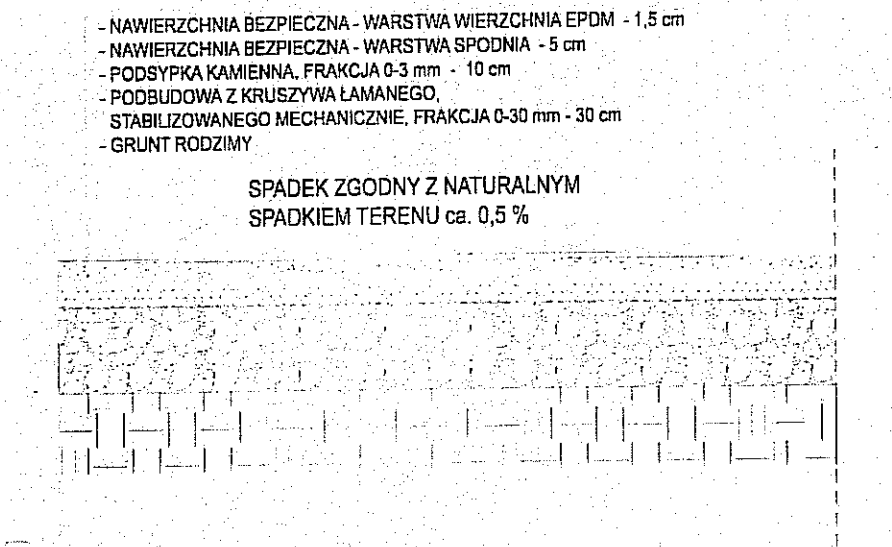 - NAWIERZCHNIA BEZPIECZNA - WARSTWA WIERZCHNIA EPDM - 1,5 cm
- NAWIERZCHNIA BEZPIECZNA - WARSTWA SPODNIA - 5 cm
- PODSYPKA KAMIENNA, FRAKCJA 0-3 mm - 10 cm
- PODBUDOWA Z KRUSZYWA ŁAMANEGO,
STABILIZOWANEGO MECHANICZNIE, FRAKCJA 0-30 mm - 30 cm
- GRUNT RODZIMY
SPADEK ZGODNY Z NATURALNYM
SPADKIEM TERENU ca. 0,5 %